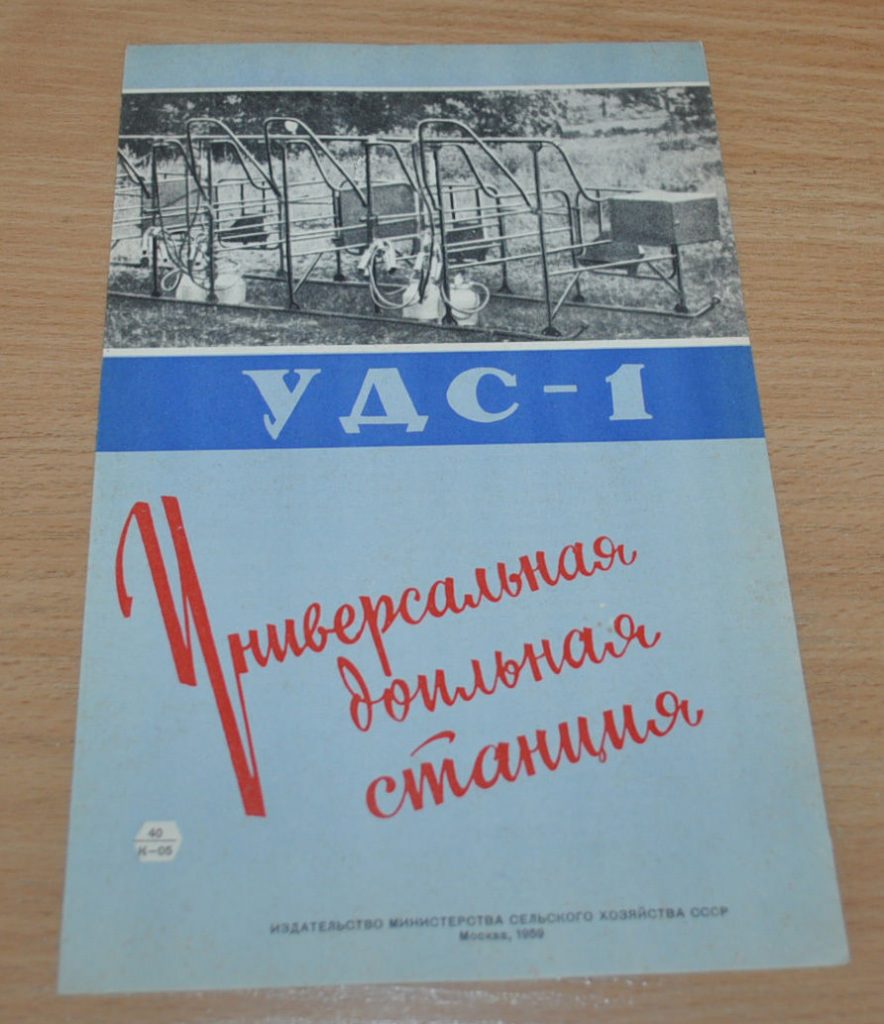 УДС-1
Универсальная
доильная
станция
40
К-05
ИЗДАТЕЛЬСТВО МИНИСТЕРСТВА СЕЛЬСКОГО ХОЗЯЙСТВА СССР
Москва, 1959